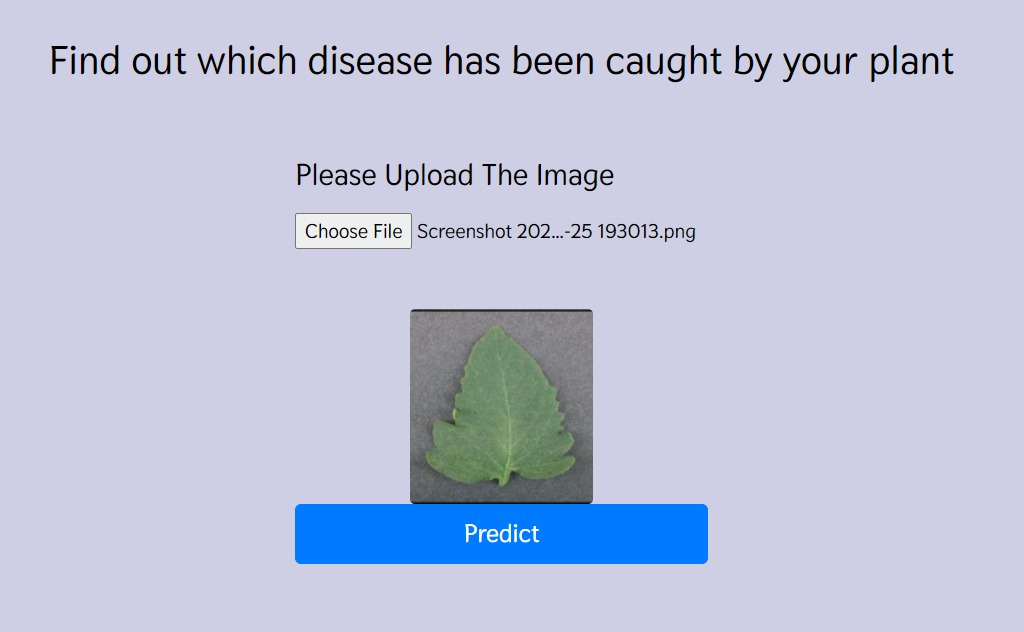 Find out which disease has been caught by your plant
Please Upload The Image
Choose File Screenshot 202...-25 193013.png
Predict